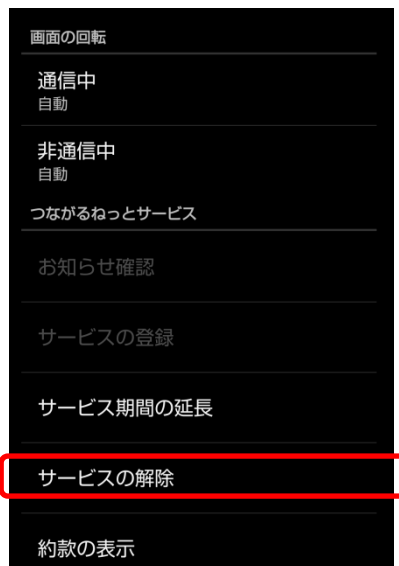 画面の回転
通信中
自動
非通信中
自動
つながるねっとサービス
お知らせ確認
サービスの登録
サービス期間の延長
サービスの解除
約款の表示